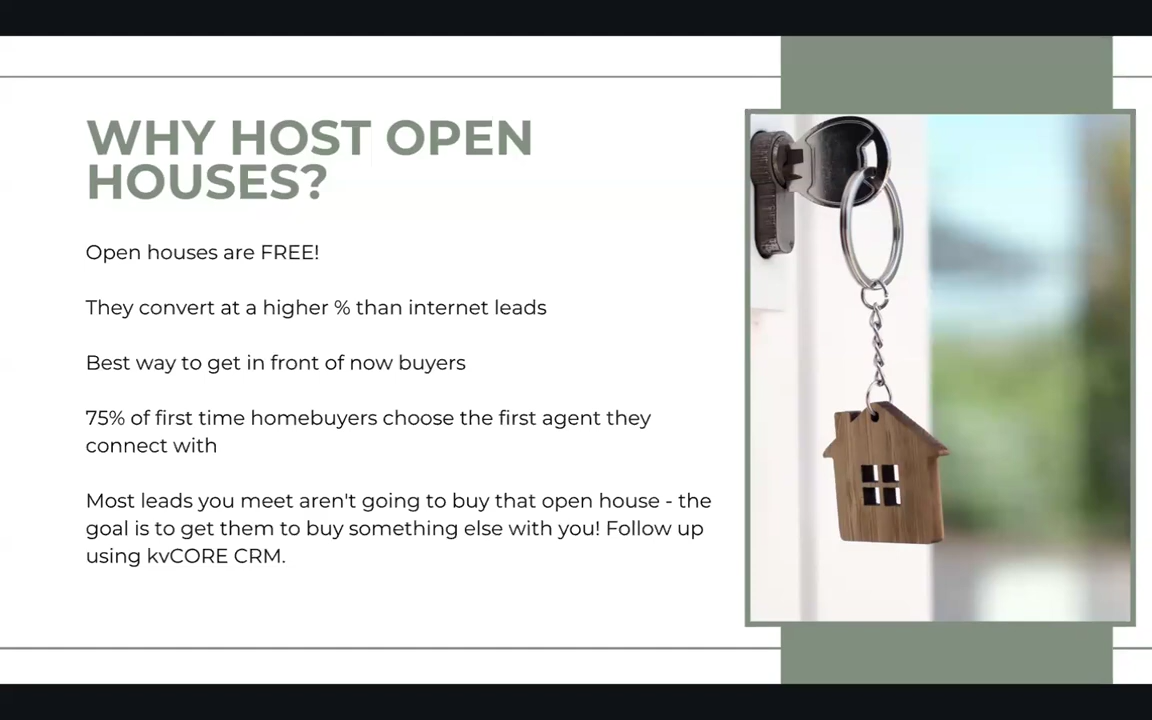 WHY HOST OPEN
HOUSES?
Open houses are FREE!
They convert at a higher % than internet leads
Best way to get in front of now buyers
75% of first time homebuyers choose the first agent they
connect with
Most leads you meet aren't going to buy that open house - the
goal is to get them to buy something else with you! Follow up
using kvCORE CRM.